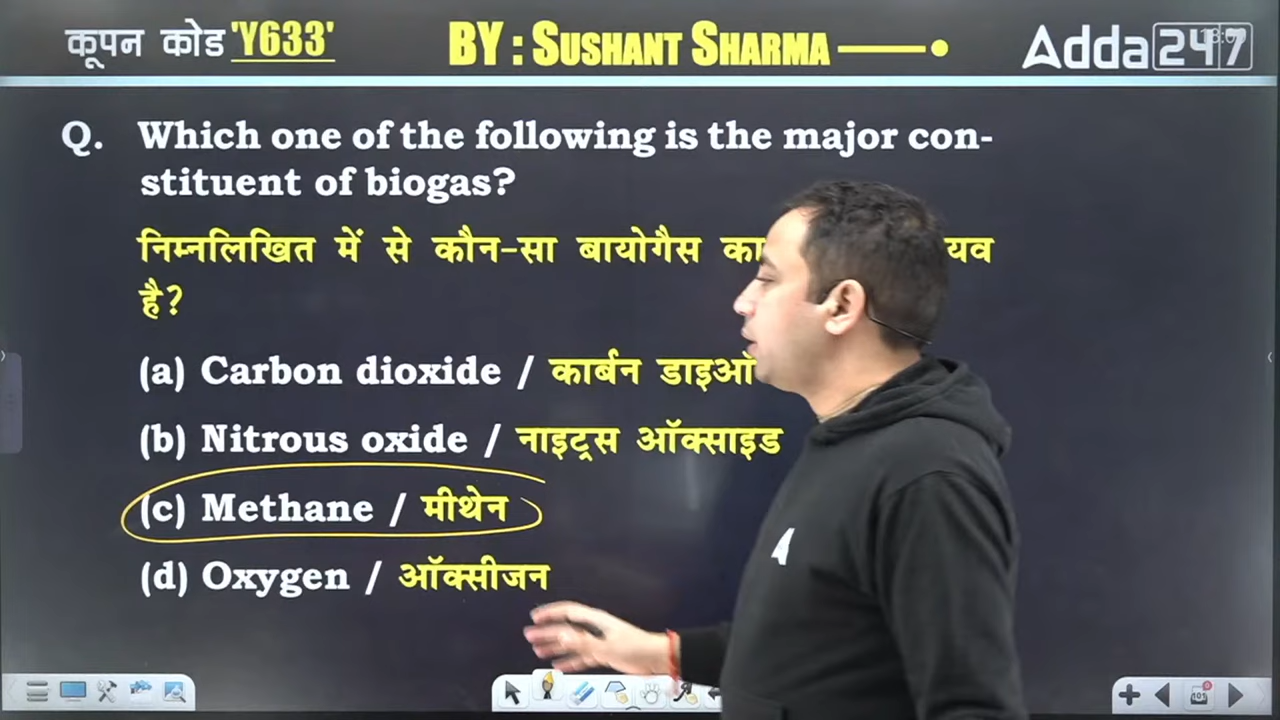 कूपन कोड 'Y633'
BY : SUSHANT SHARMA
Adda247
Q. Which one of the following is the major con-
stituent of biogas?
निम्नलिखित में से कौन-सा बायोगैस का
है?
(a) Carbon dioxide / कार्बन
(b) Nitrous oxide / नाइट्रस ऑक्साइड
(c) Methane / मीथेन
(d) Oxygen / ऑक्सीजन